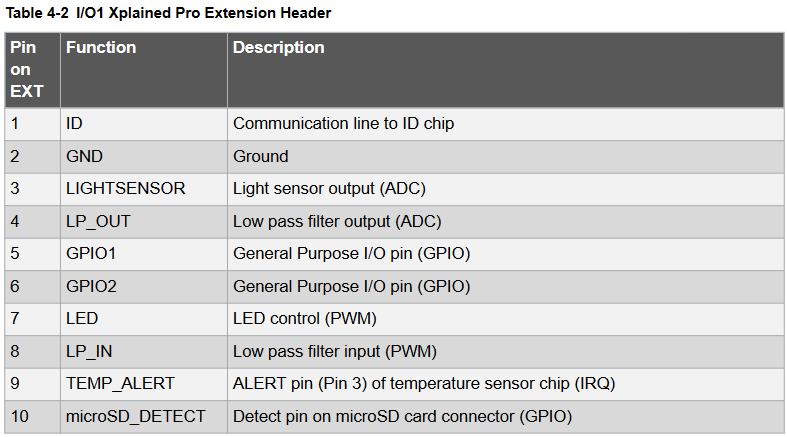 Table 4-2 I/O1 Xplained Pro Extension Header
Pin on EXT Function Description
1 ID Communication line to ID chip
2 GND Ground
3 LIGHTSENSOR Light sensor output (ADC)
4 LP_OUT Low pass filter output (ADC)
5 GPIO1 General Purpose I/O pin (GPIO)
6 GPIO2 General Purpose I/O pin (GPIO)
7 LED LED control (PWM)
8 LP_IN Low pass filter input (PWM)
9 TEMP_ALERT ALERT pin (Pin 3) of temperature sensor chip (IRQ)
10 microSD_DETECT Detect pin on microSD card connector (GPIO)